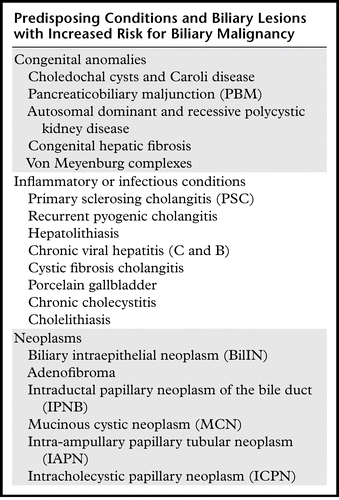 Predisposing Conditions and Biliary Lesions
with Increased Risk for Biliary Malignancy
Congenital anomalies
Choledochal cysts and Caroli disease
Pancreaticobiliary maljunction (PBM)
Autosomal dominant and recessive polycystic
kidney disease
Congenital hepatic fibrosis
Von Meyenburg complexes
Inflammatory or infectious conditions
Primary sclerosing cholangitis (PSC)
Recurrent pyogenic cholangitis
Hepatolithiasis
Chronic viral hepatitis (C and B)
Cystic fibrosis cholangitis
Porcelain gallbladder
Chronic cholecystitis
Cholelithiasis
Neoplasms
Biliary intraepithelial neoplasm (BilIN)
Adenofibroma
Intraductal papillary neoplasm of the bile duct
(IPNB)
Mucinous cystic neoplasm (MCN)
Intra-ampullary papillary tubular neoplasm
(IAPN)
Intracholecystic papillary neoplasm (ICPN)